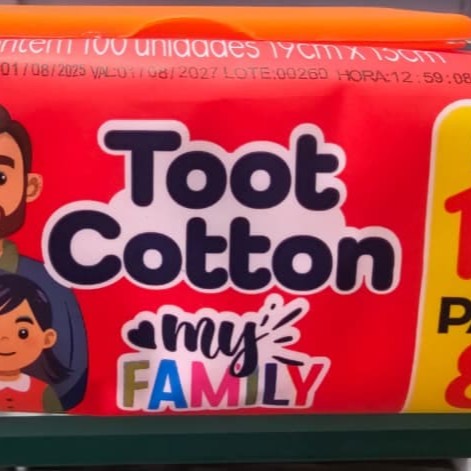 100 unidades 19cm x 15cm
01/08/2025 VAL:01/08/2027 LOTE:00260 HORA:12:59:08
Toot
Cotton
my
FAMILY